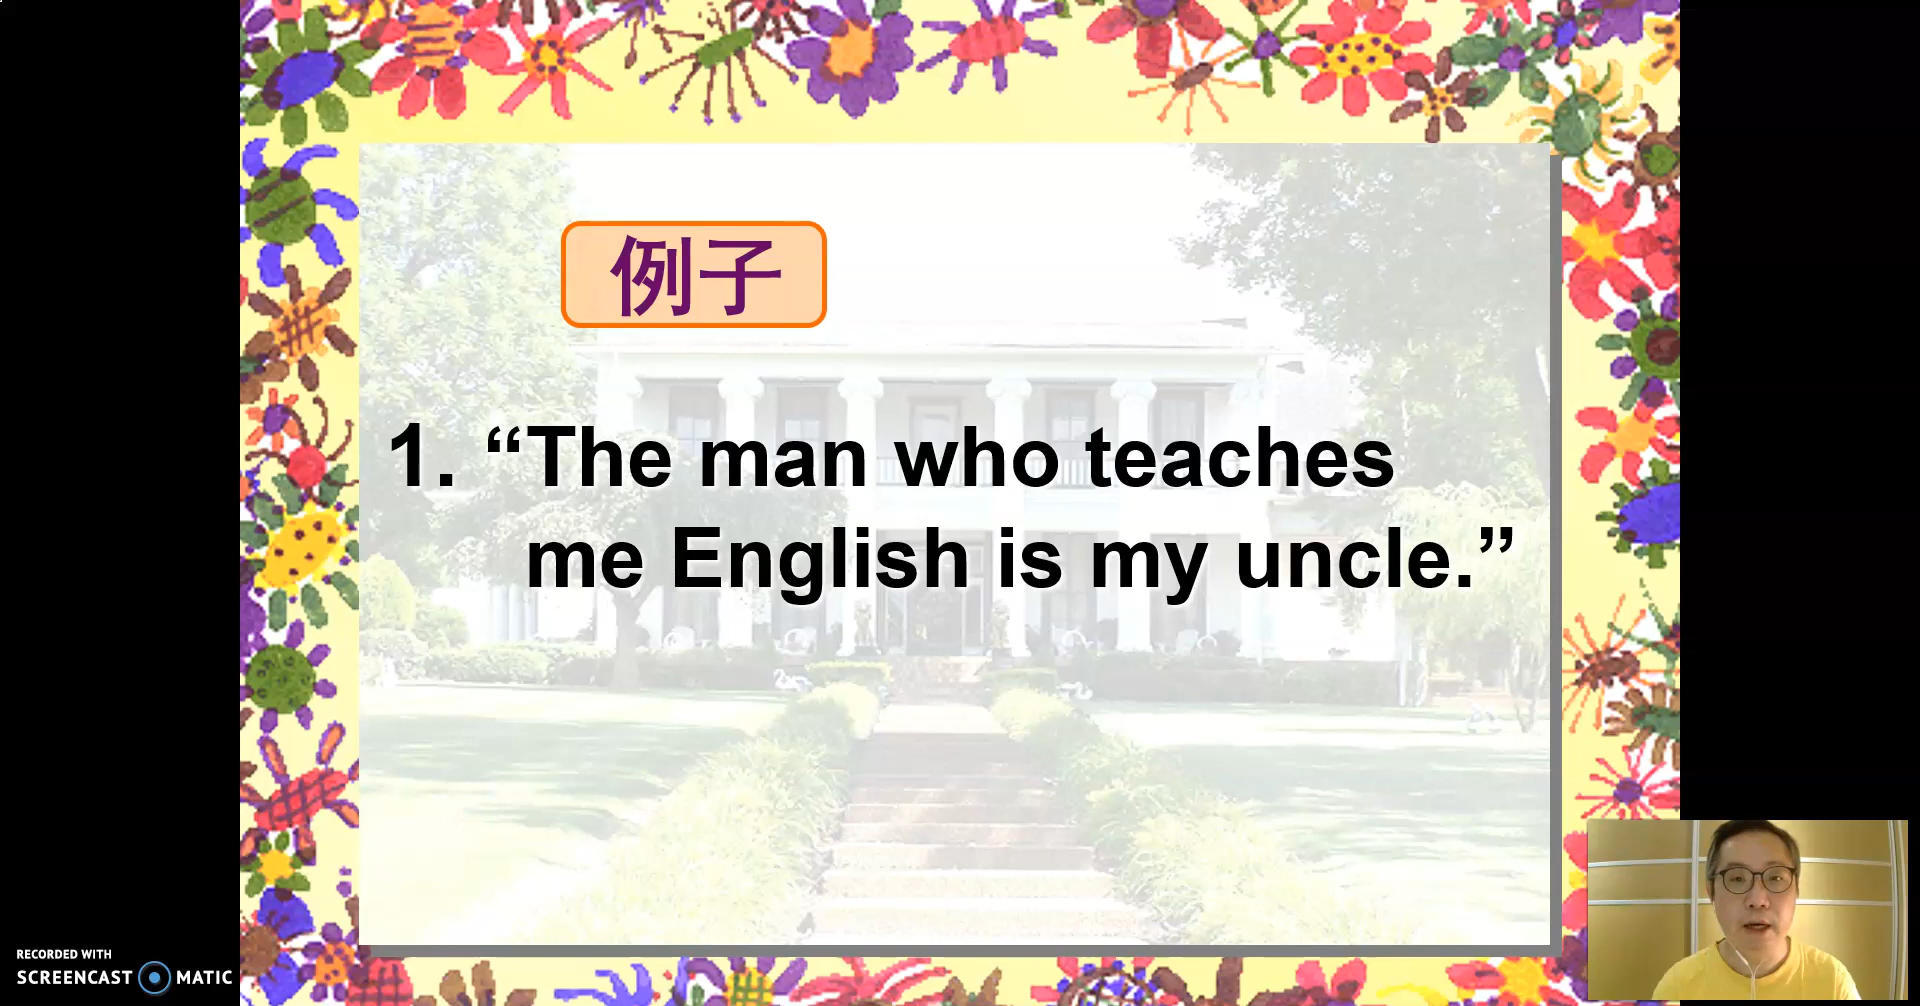 例子
1. “The man who teaches
me English is my uncle.”
RECORDED WITH
SCREENCAST MATIC